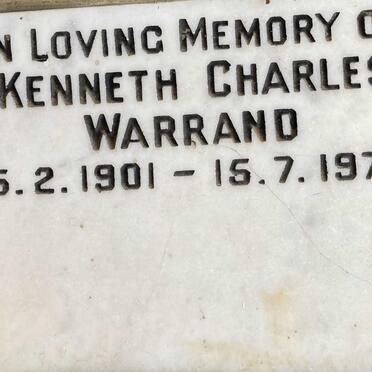 N LOVING MEMORY O
KENNETH CHARLES
WARRAND
5.2.1901 - 15.7.197